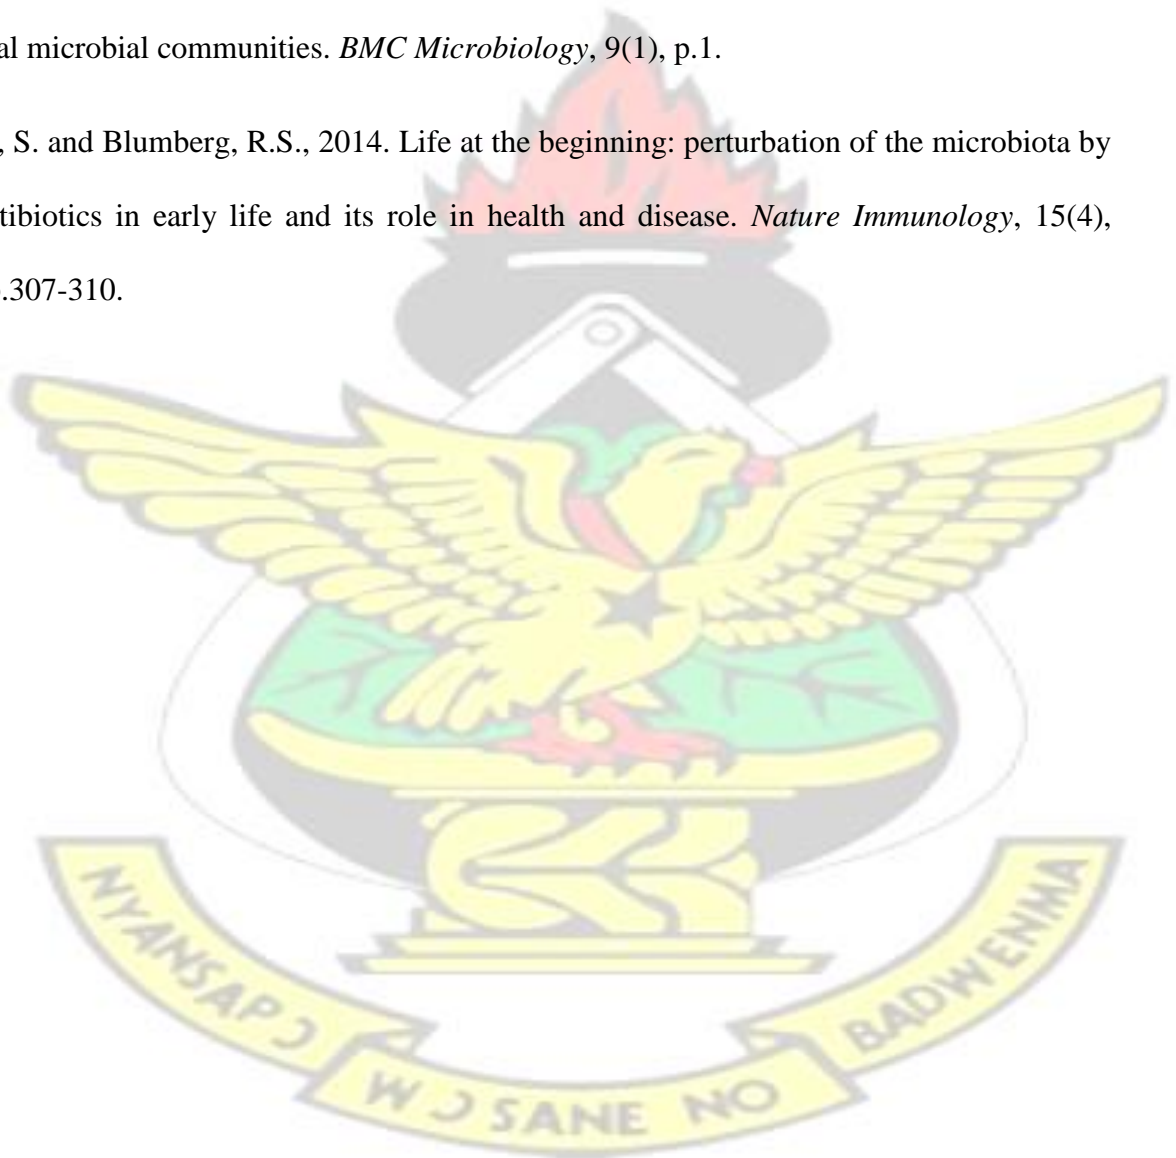 al microbial communities. BMC Microbiology, 9(1), p.1.
, S. and Blumberg, R.S., 2014. Life at the beginning: perturbation of the microbiota by
tibiotics in early life and its role in health and disease. Nature Immunology, 15(4),
.307-310.
NYANSAPƆ
WƆ SANE NO
BADWENMA